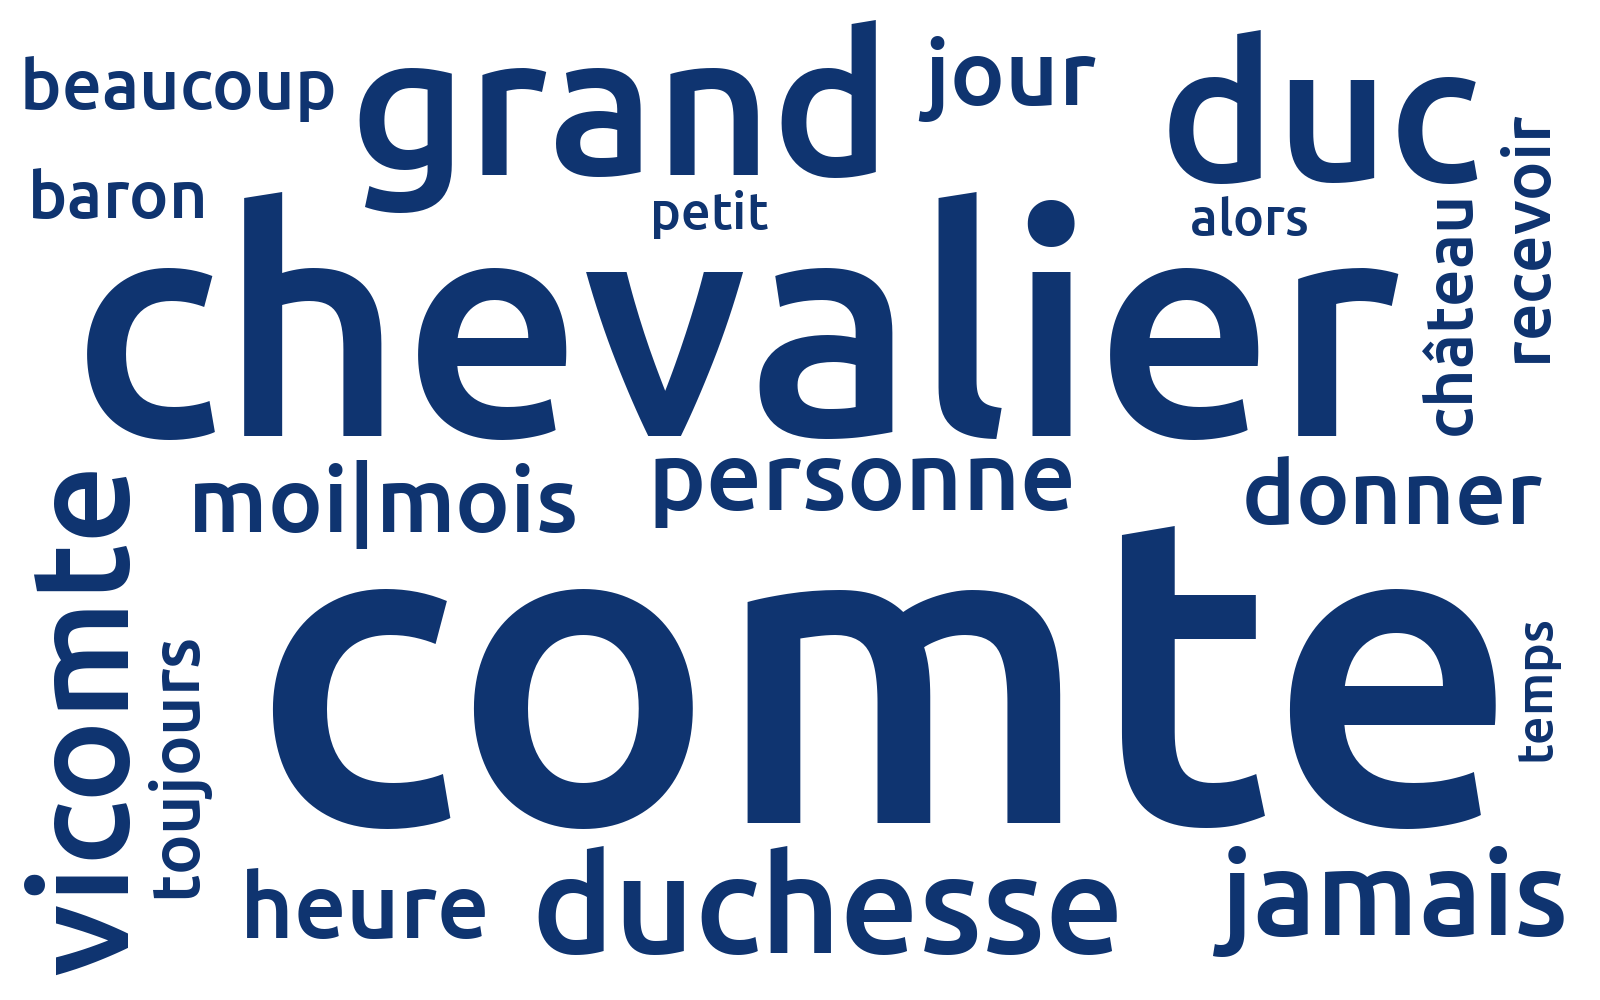 beaucoup
grand
jour
duc
baron
petit
alors
recevoir
château
chevalier
moi|mois
personne
donner
vicomte
comte
toujours
temps
heure
duchesse
jamais